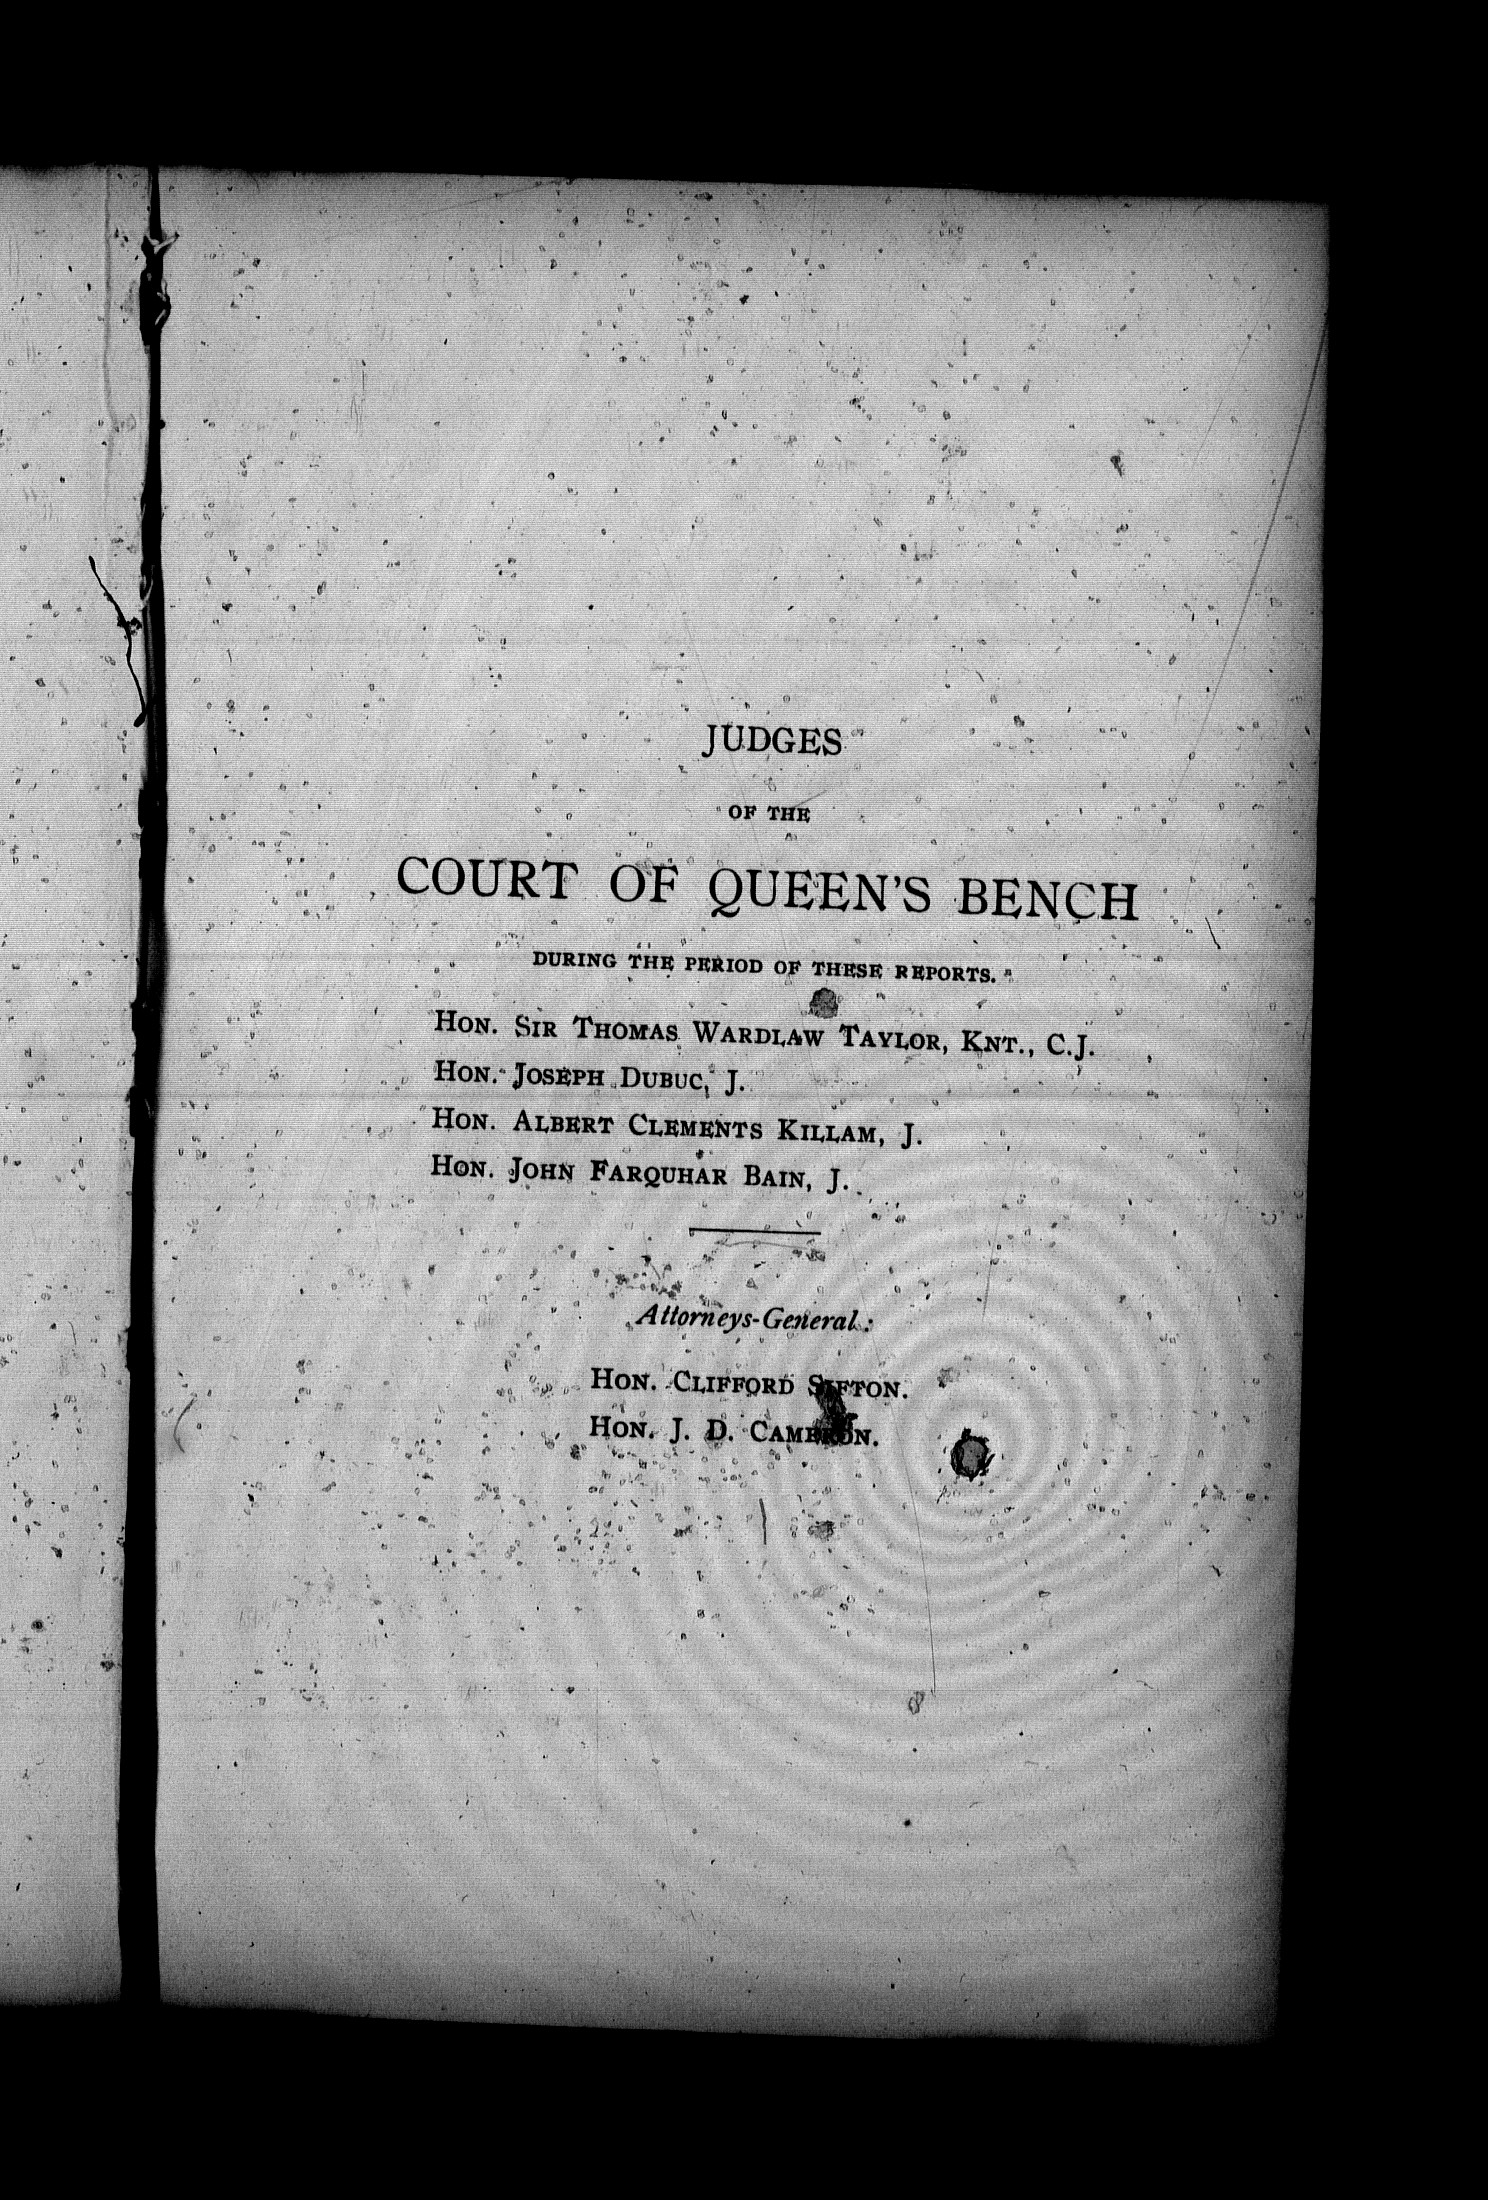 JUDGES
OF THE
COURT OF QUEEN'S BENCH
DURING THE PERIOD OF THESE REPORTS.
HON. SIR THOMAS WARDLAW TAYLOR, KNT., C.J.
HON. JOSEPH DUBUC, J.
HON. ALBERT CLEMENTS KILLAM, J.
HON. JOHN FARQUHAR BAIN, J.
Attorneys-General:
HON. CLIFFORD SIFTON.
HON. J. D. CAMERON.